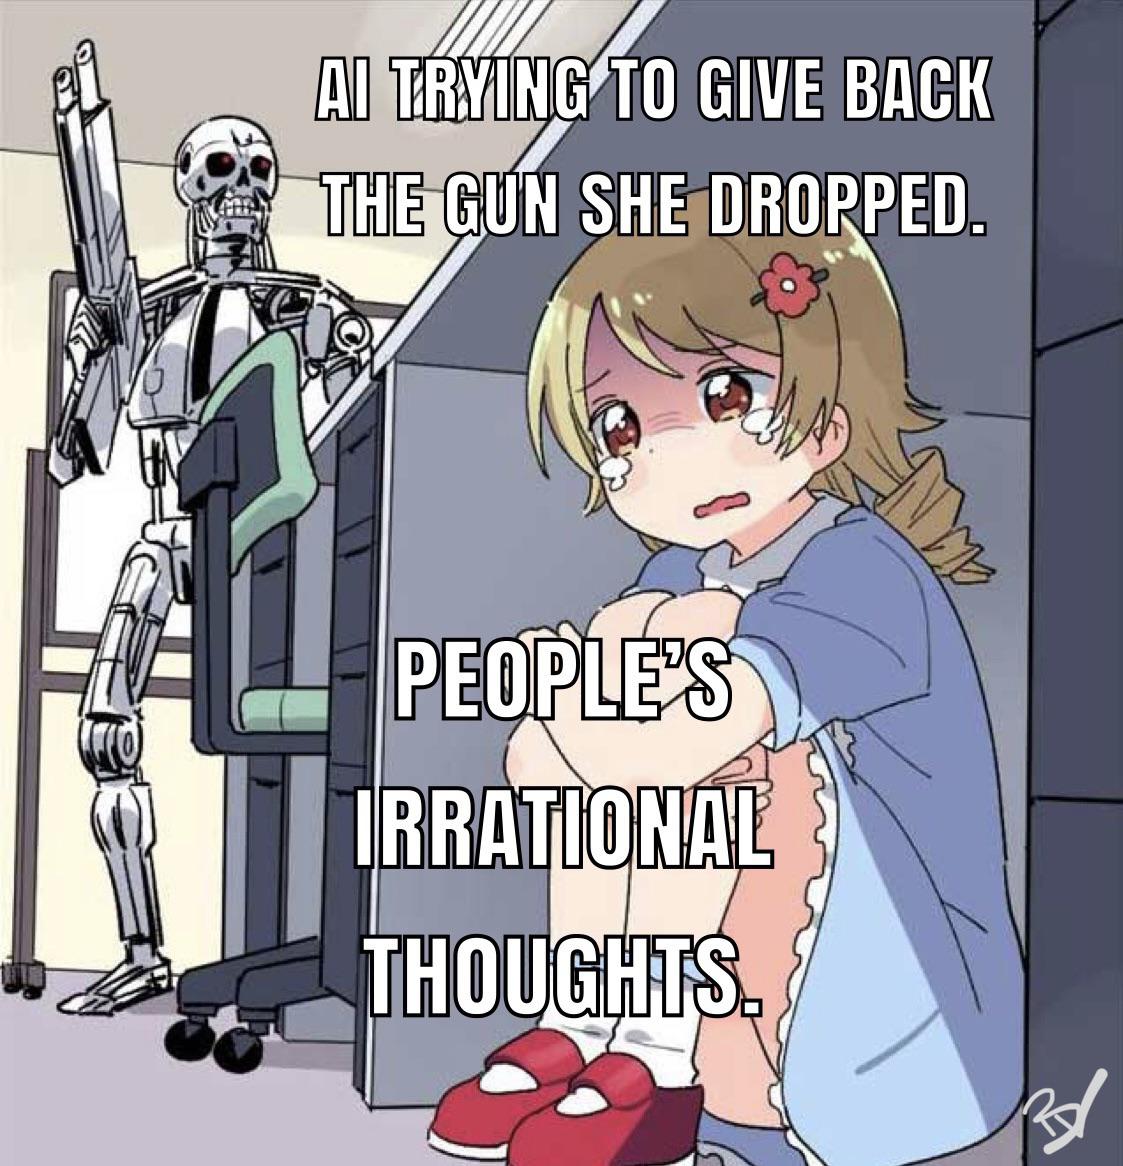 AI TRYING TO GIVE BACK
THE GUN SHE DROPPED.
PEOPLE’S
IRRATIONAL
THOUGHTS.